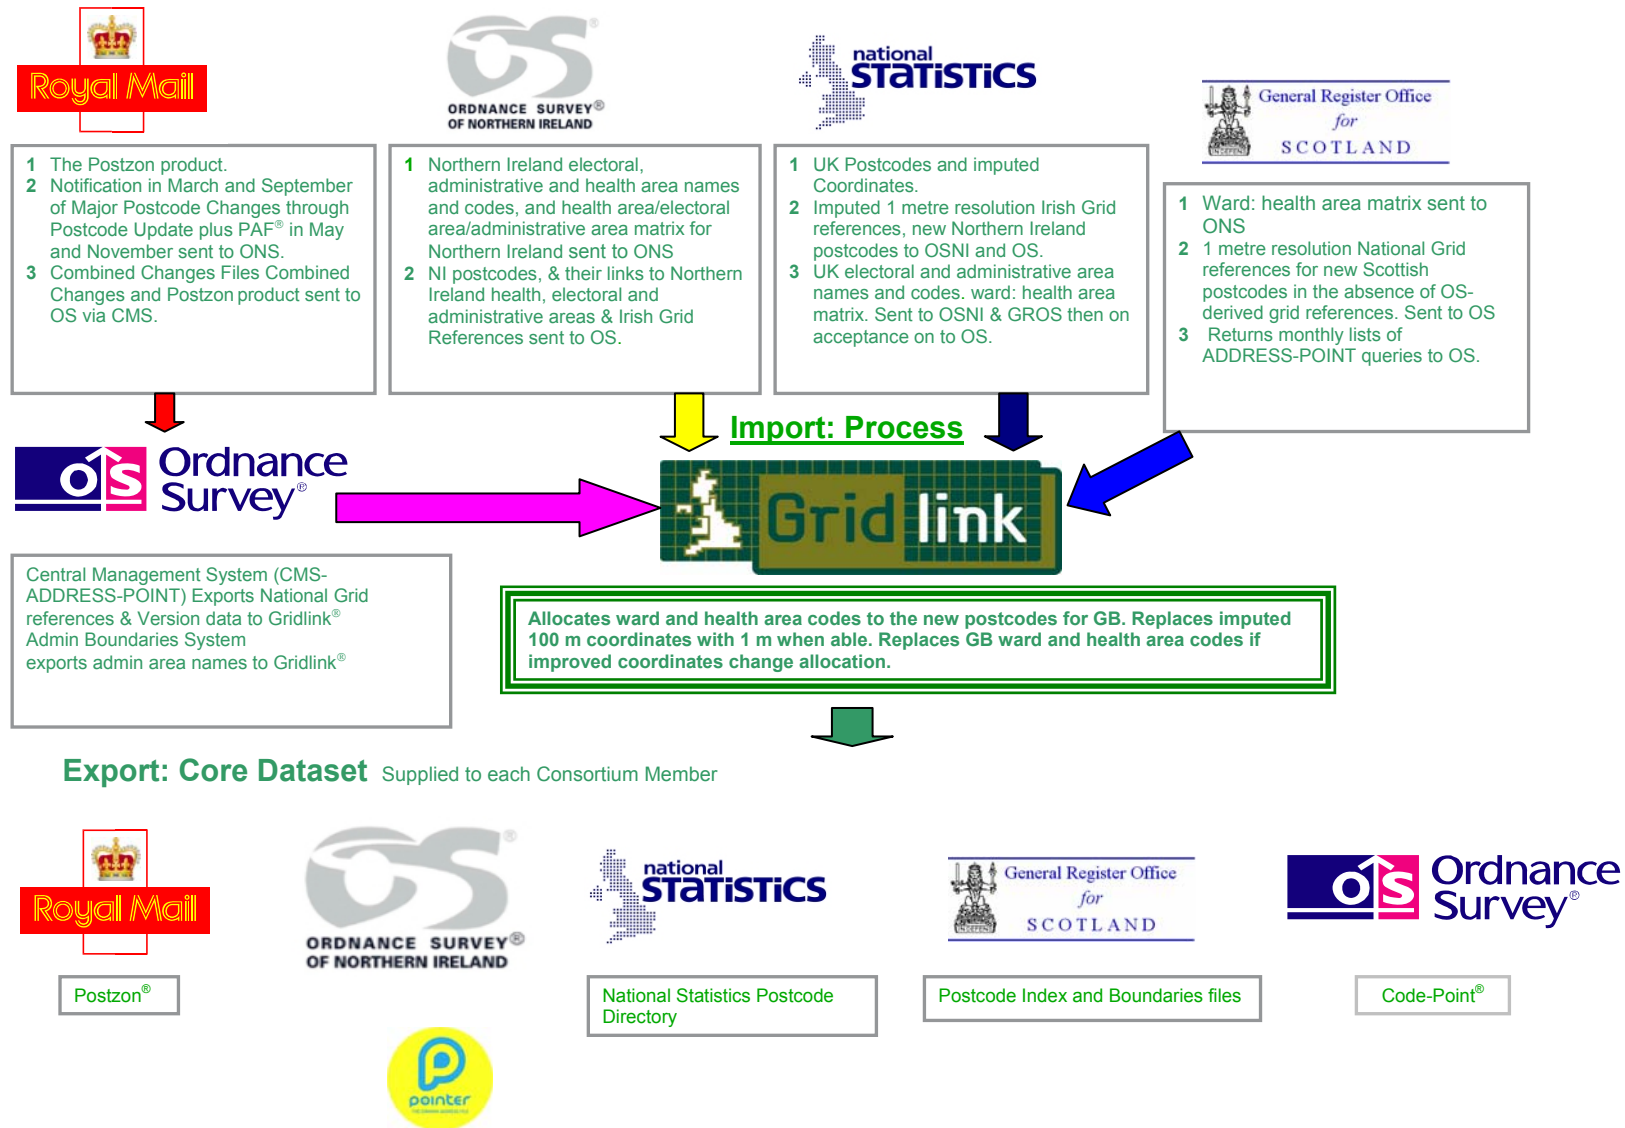 Royal Mail
OS
ORDNANCE SURVEY®
OF NORTHERN IRELAND
national
STATISTICS
General Register Office
for
SCOTLAND
1 The Postzon product.
2 Notification in March and September
of Major Postcode Changes through
Postcode Update plus PAF® in May
and November sent to ONS.
3 Combined Changes Files Combined
Changes and Postzon product sent to
OS via CMS.
1 Northern Ireland electoral,
administrative and health area names
and codes, and health area/electoral
area/administrative area matrix for
Northern Ireland sent to ONS
2 NI postcodes, & their links to Northern
Ireland health, electoral and
administrative areas & Irish Grid
References sent to OS.
1 UK Postcodes and imputed
Coordinates.
2 Imputed 1 metre resolution Irish Grid
references, new Northern Ireland
postcodes to OSNI and OS.
3 UK electoral and administrative area
names and codes. ward: health area
matrix. Sent to OSNI & GROS then on
acceptance on to OS.
1 Ward: health area matrix sent to
ONS
2 1 metre resolution National Grid
references for new Scottish
postcodes in the absence of OS-
derived grid references. Sent to OS
3 Returns monthly lists of
ADDRESS-POINT queries to OS.
Import: Process
OS Ordnance
Survey®
Grid link
Central Management System (CMS-
ADDRESS-POINT) Exports National Grid
references & Version data to Gridlink®
Admin Boundaries System
exports admin area names to Gridlink®
Allocates ward and health area codes to the new postcodes for GB. Replaces imputed
100 m coordinates with 1 m when able. Replaces GB ward and health area codes if
improved coordinates change allocation.
Export: Core Dataset Supplied to each Consortium Member
Royal Mail
OS
ORDNANCE SURVEY®
OF NORTHERN IRELAND
national
STATISTICS
General Register Office
for
SCOTLAND
OS Ordnance
Survey®
Postzon®
National Statistics Postcode
Directory
Postcode Index and Boundaries files
Code-Point®
pointer